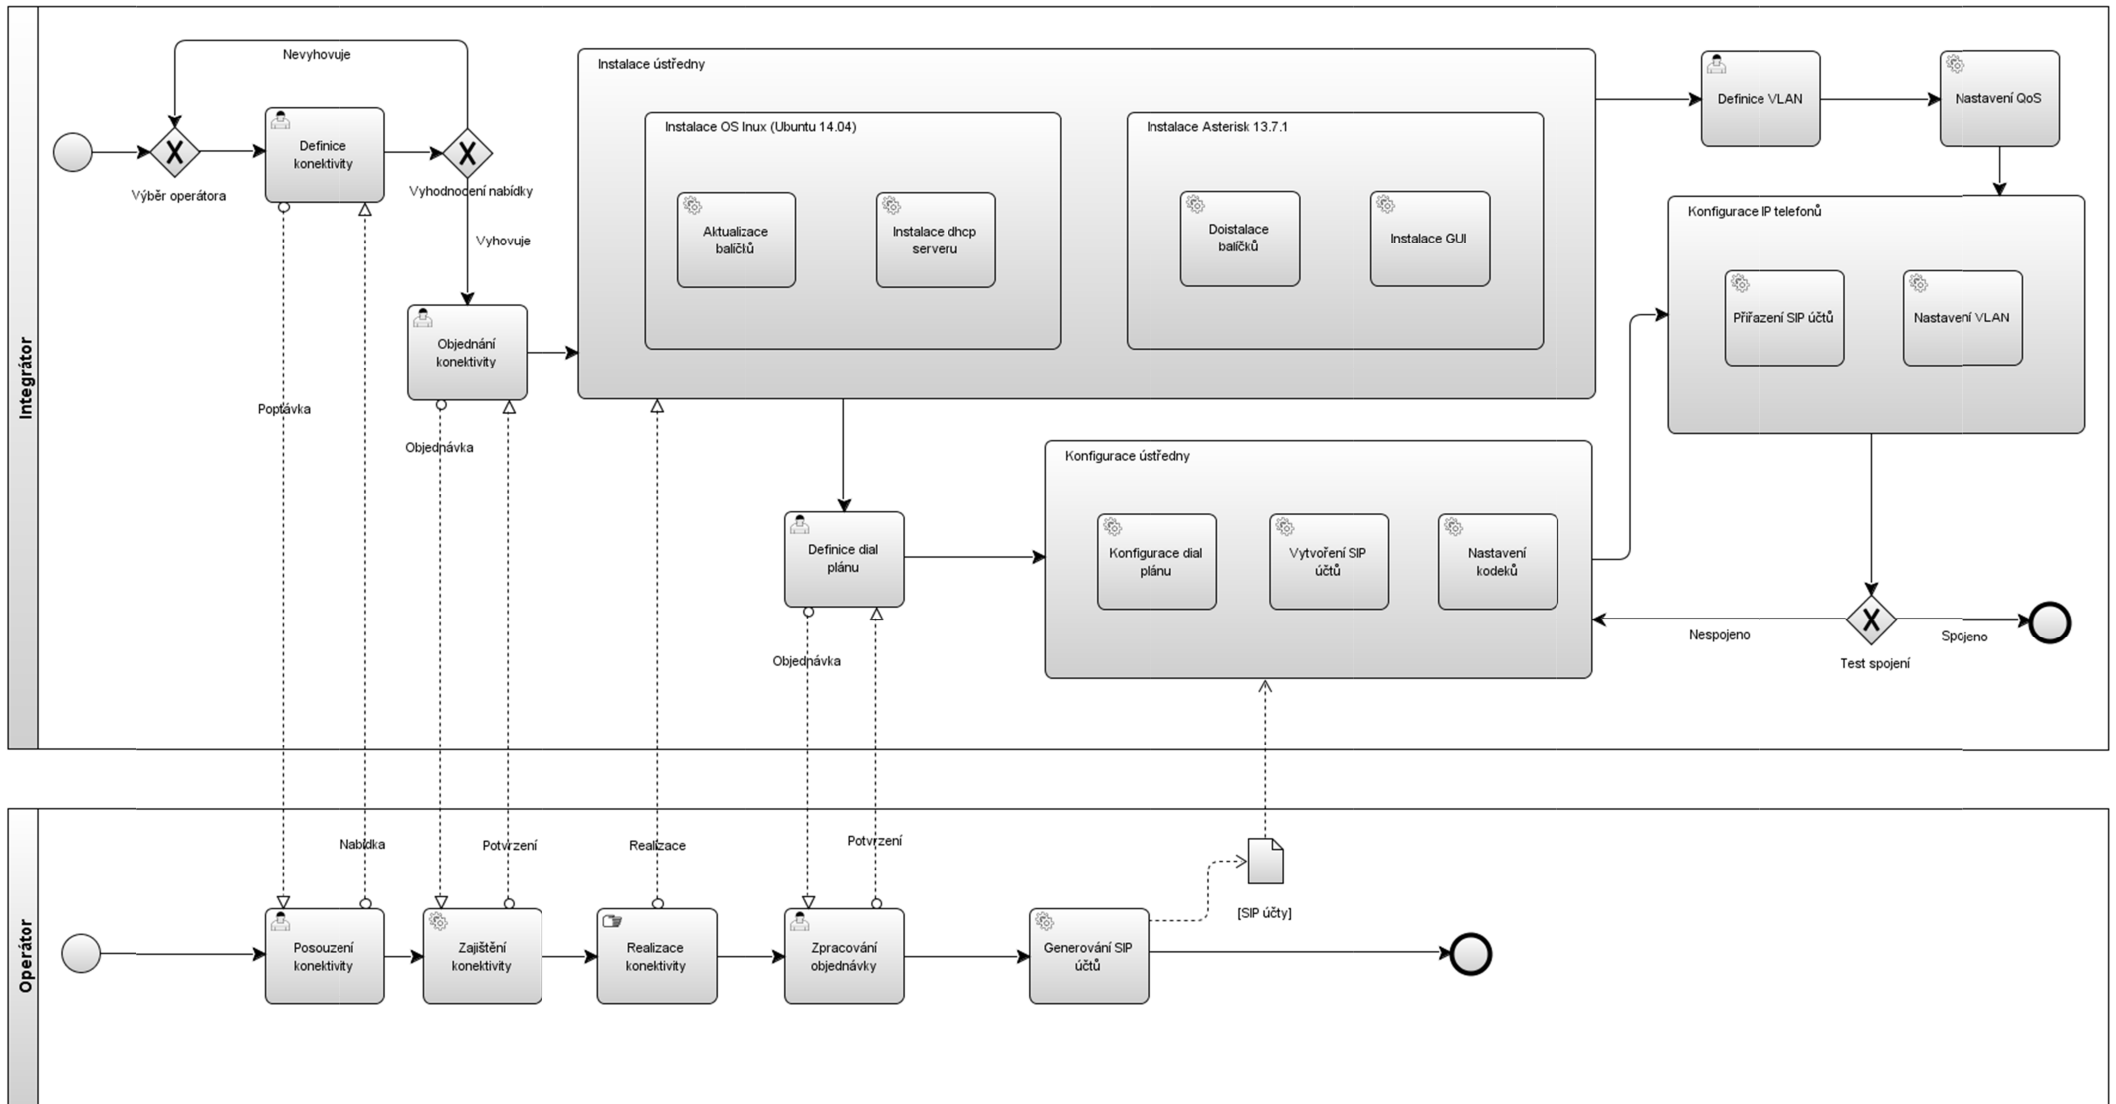 Integrátor
Nevyhovuje
Výběr operátora
Definice
konektivity
Vyhodnocení nabídky
Vyhovuje
Objednání
konektivity
Poptávka
Objednávka
Instalace ústředny
Instalace OS lnux (Ubuntu 14.04)
Aktualizace
balíčků
Instalace dhcp
serveru
Instalace Asterisk 13.7.1
Doistalace
balíčků
Instalace GUI
Definice VLAN
Nastavení QoS
Konfigurace IP telefonů
Přiřazení SIP účtů
Nastavení VLAN
Definice dial
plánu
Objednávka
Konfigurace ústředny
Konfigurace dial
plánu
Vytvoření SIP
účtů
Nastavení
kodeků
Nespojeno
Spojeno
Test spojení
Operátor
Nabídka
Potvrzení
Realizace
Potvrzení
[SIP účty]
Posouzení
konektivity
Zajištění
konektivity
Realizace
konektivity
Zpracování
objednávky
Generování SIP
účtů